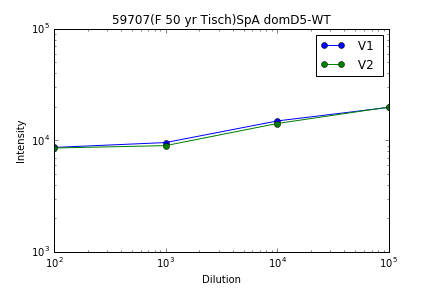 59707(F 50 yr Tisch)SpA domD5-WT
10^5
V1
V2
10^4
Intensity
10^3
10^2 10^3 10^4 10^5
Dilution